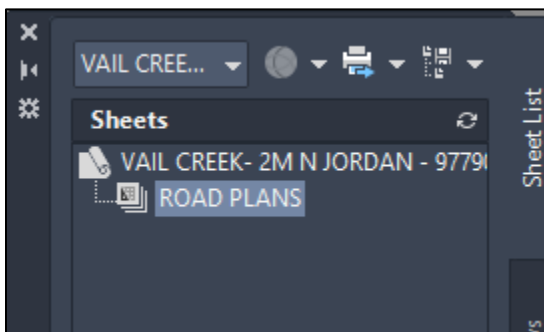 VAIL CREE...
Sheets
VAIL CREEK- 2M N JORDAN - 9779
ROAD PLANS
Sheet List